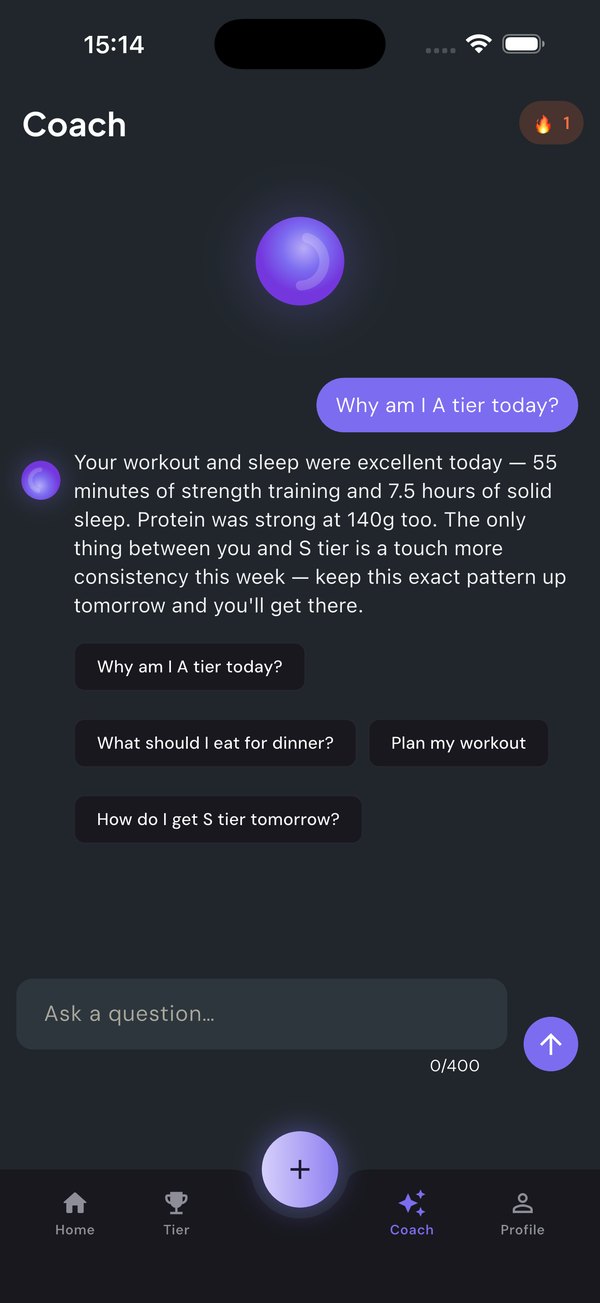 15:14
Coach
🔥 1
Why am I A tier today?
Your workout and sleep were excellent today — 55
minutes of strength training and 7.5 hours of solid
sleep. Protein was strong at 140g too. The only
thing between you and S tier is a touch more
consistency this week — keep this exact pattern up
tomorrow and you'll get there.
Why am I A tier today?
What should I eat for dinner? Plan my workout
How do I get S tier tomorrow?
Ask a question...
0/400
+
Home Tier Coach Profile